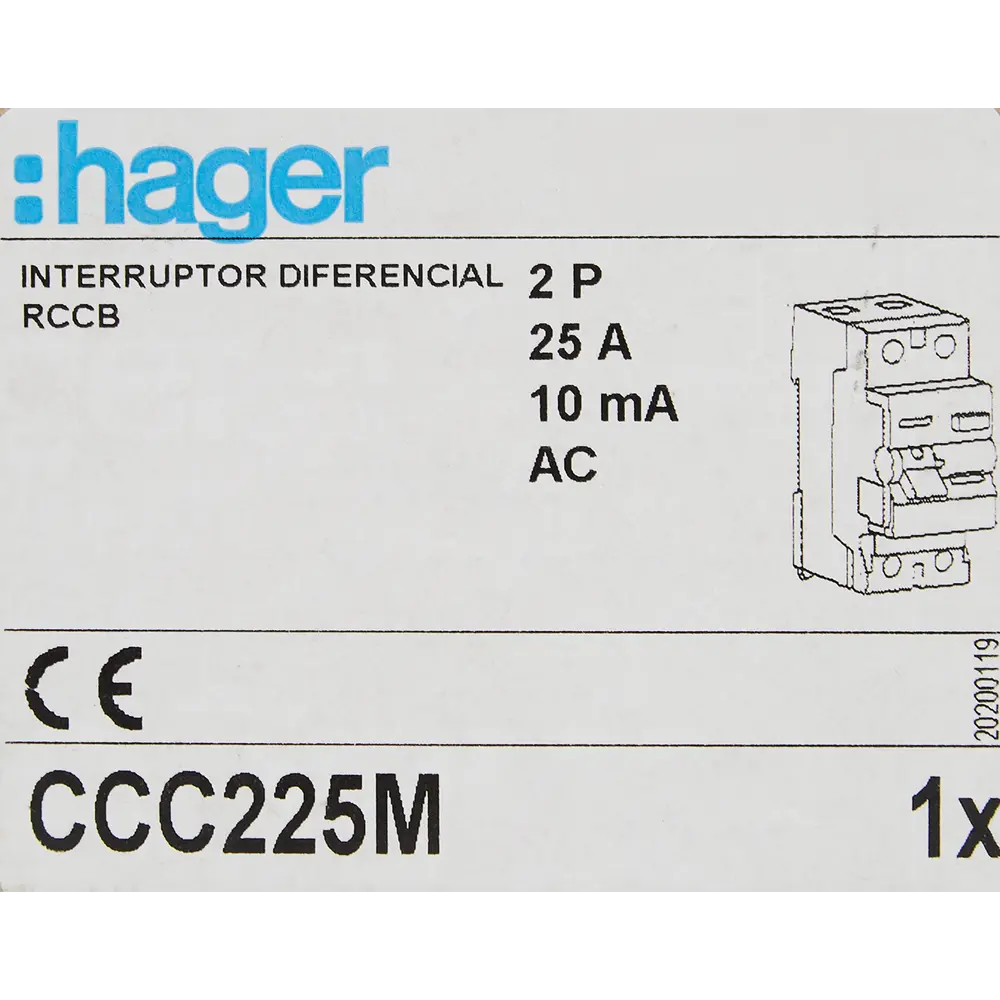 :hager
INTERRUPTOR DIFERENCIAL
RCCB
2 P
25 A
10 mA
AC
CE
20200119
CCC225M
1x